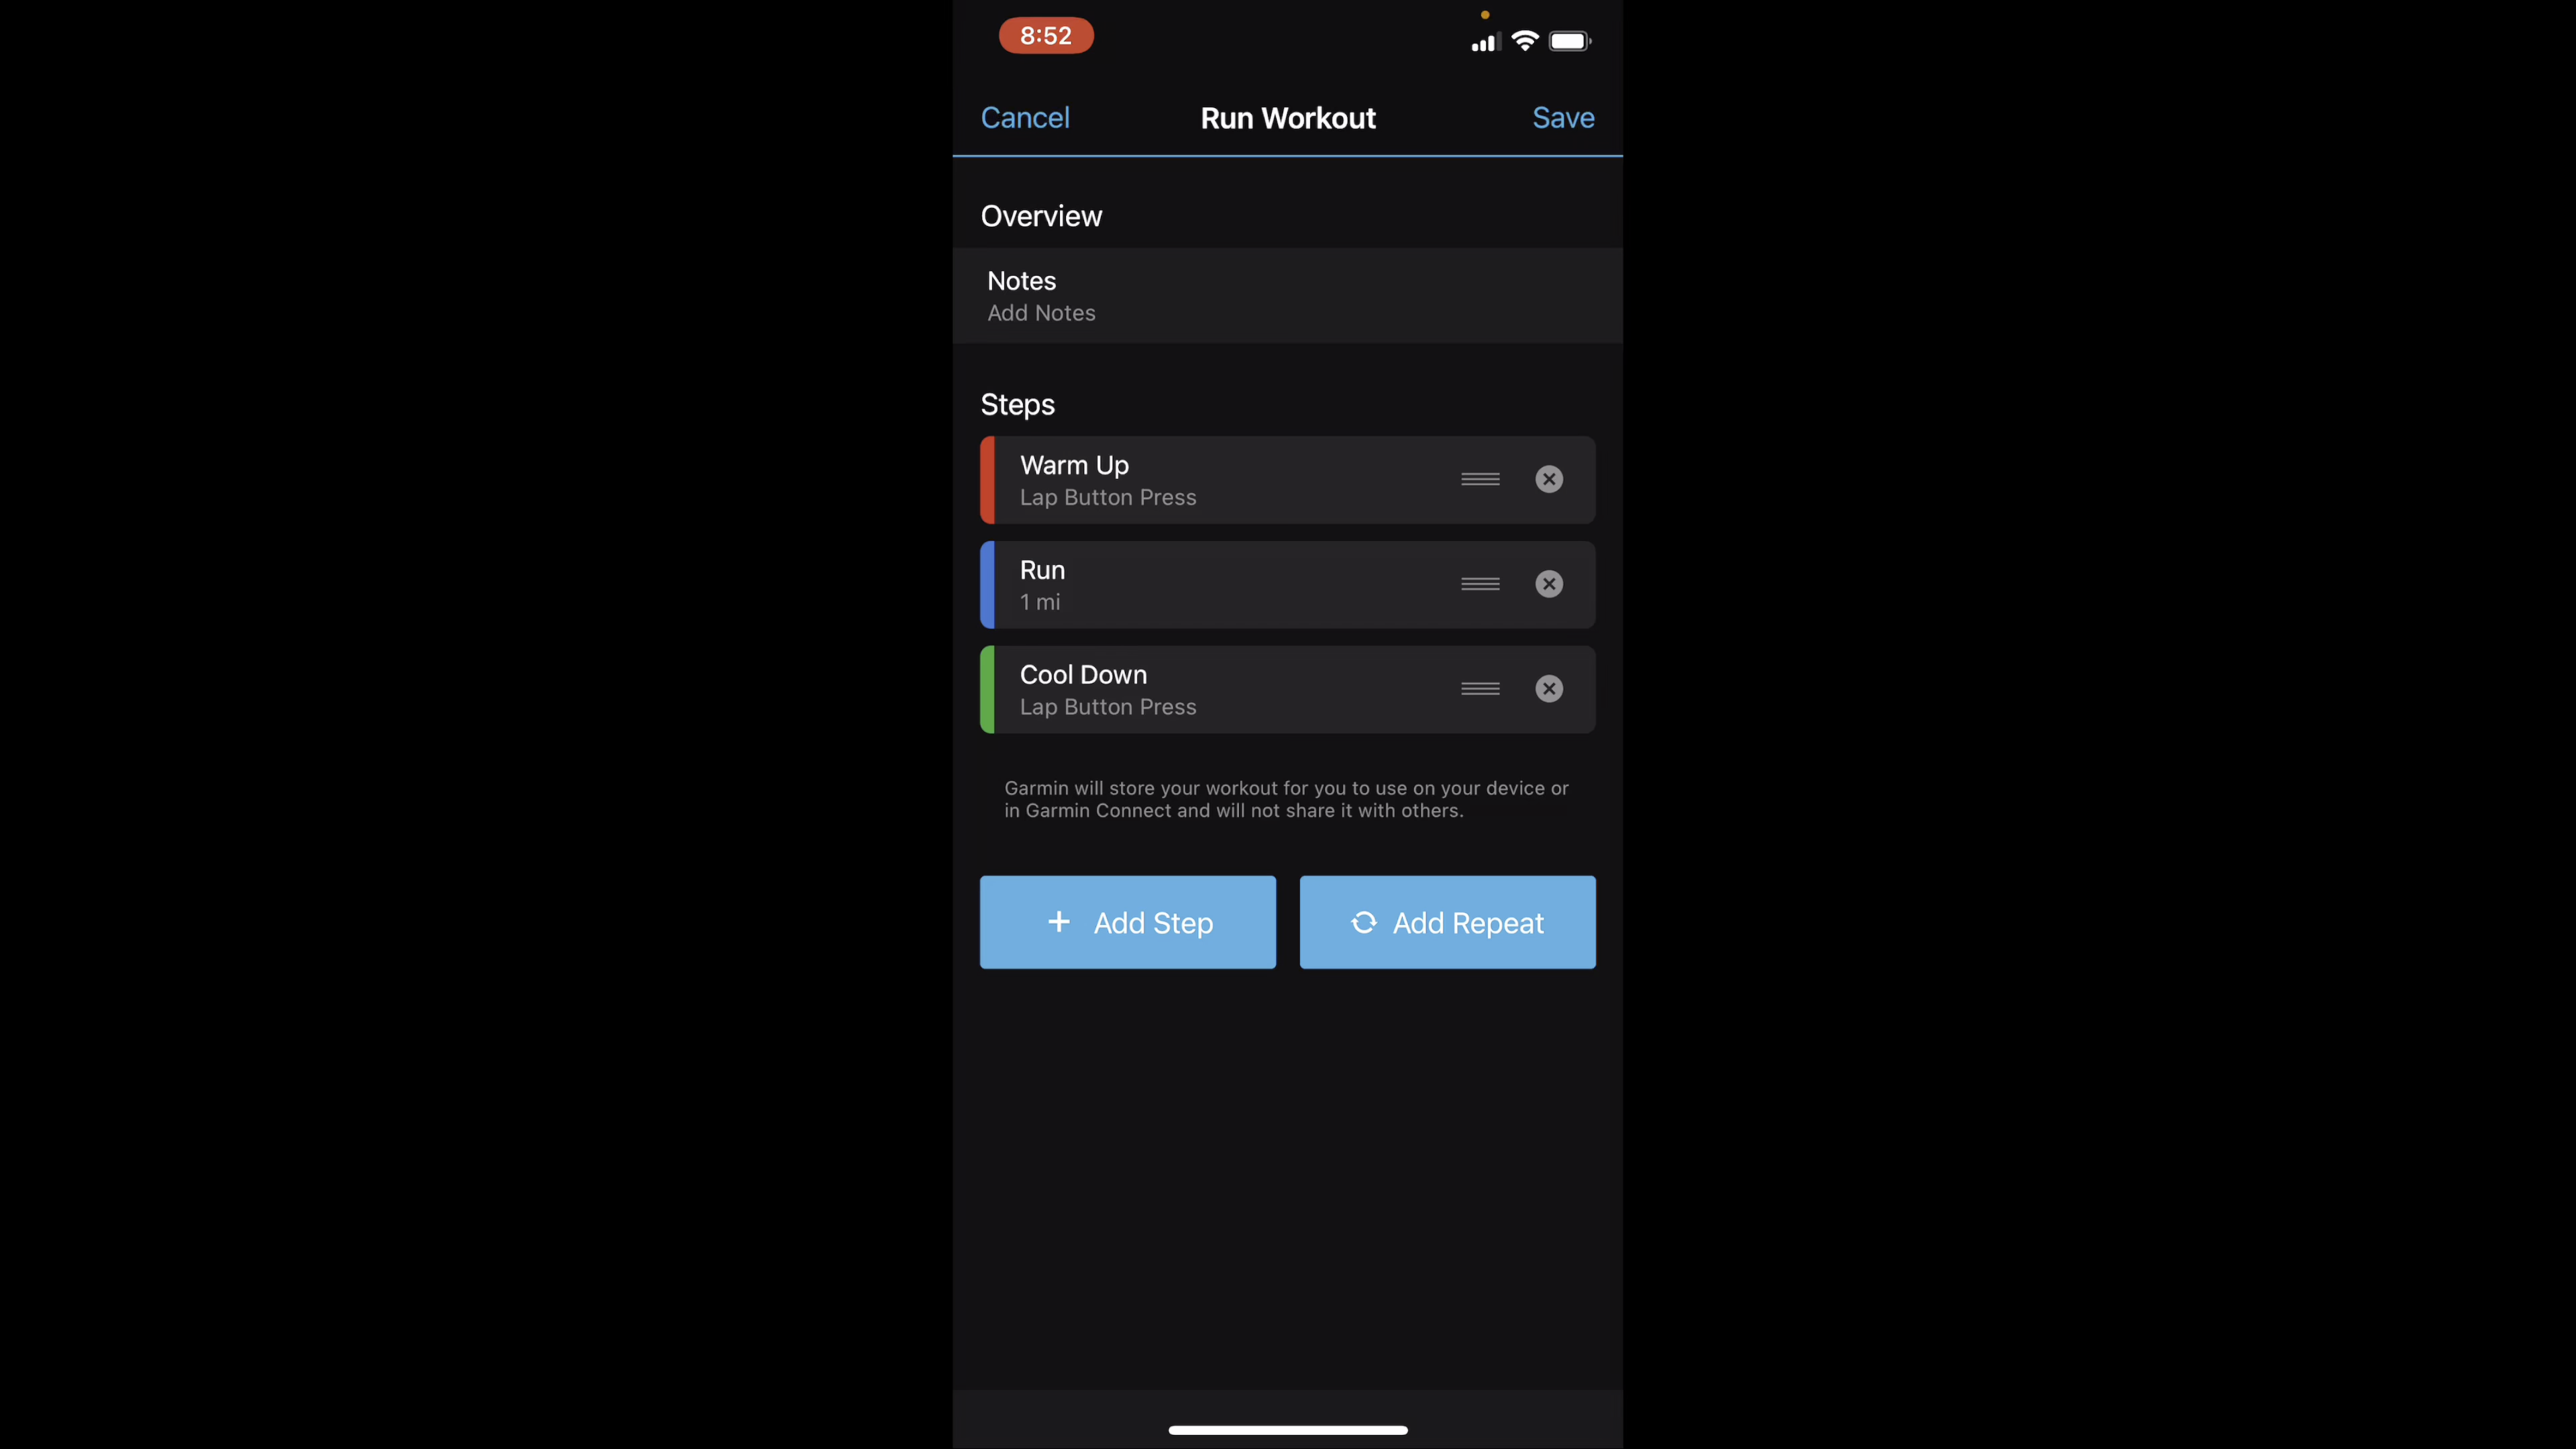 8:52
Cancel
Run Workout
Save
Overview
Notes
Add Notes
Steps
Warm Up
Lap Button Press
Run
1 mi
Cool Down
Lap Button Press
Garmin will store your workout for you to use on your device or
in Garmin Connect and will not share it with others.
Add Step
Add Repeat